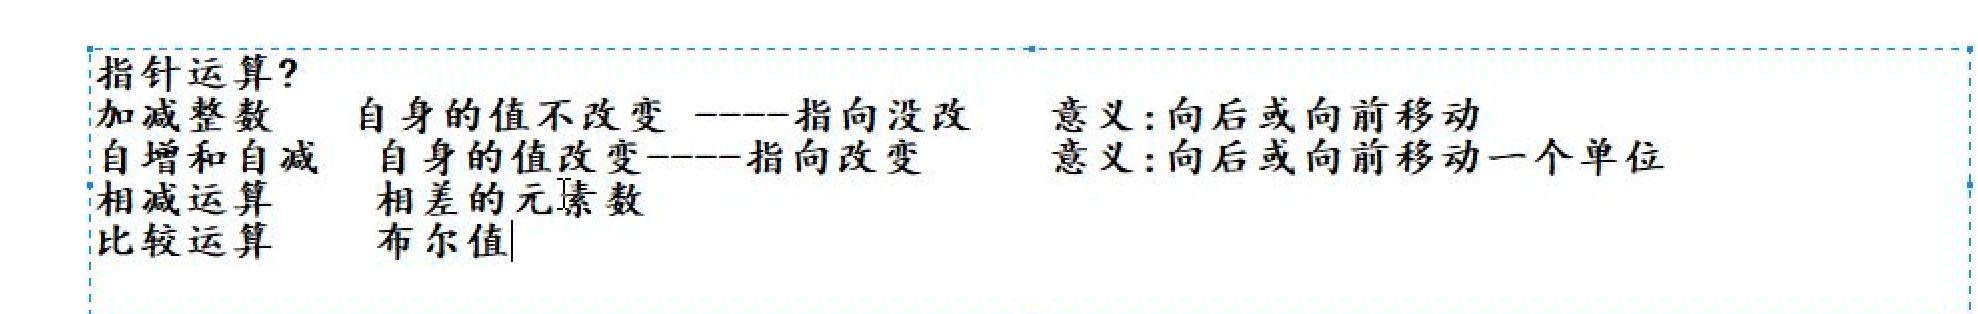 指针运算?
加减整数 自身的值不改变 ----指向没改 意义:向后或向前移动
自增和自减 自身的值改变----指向改变 意义:向后或向前移动一个单位
相减运算 相差的元素数
比较运算 布尔值